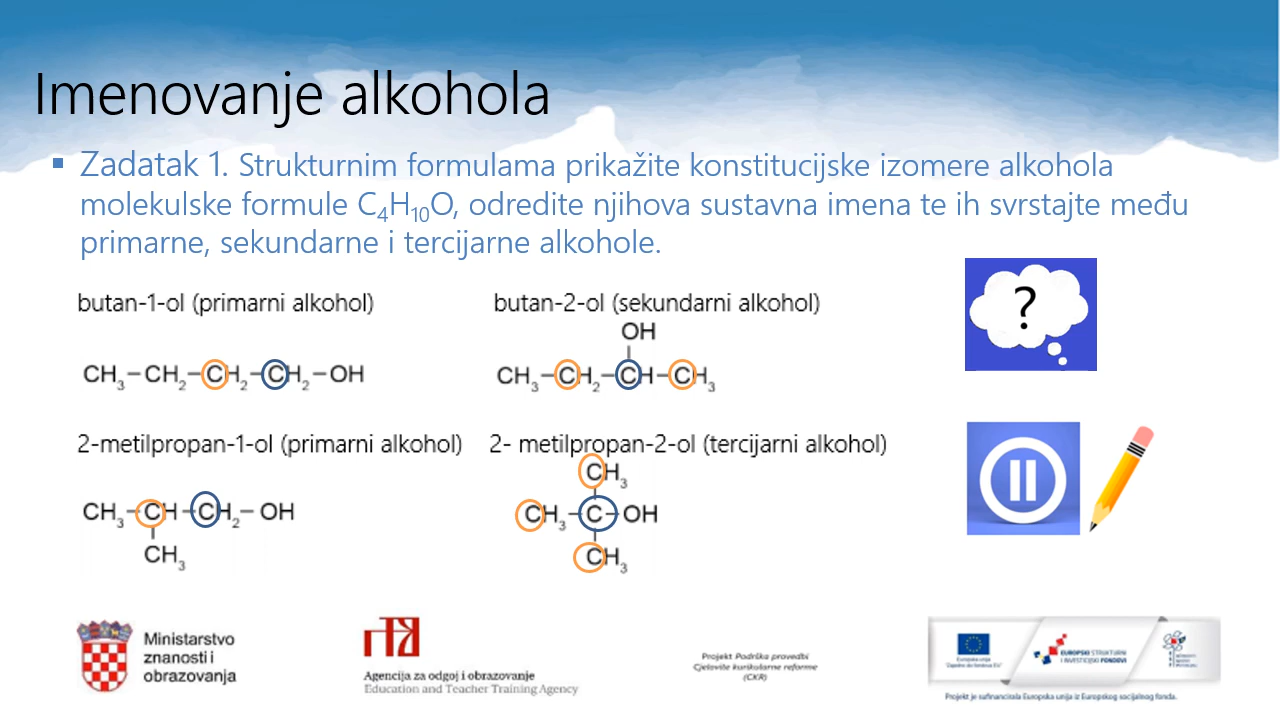 Imenovanje alkohola
▪ Zadatak 1. Strukturnim formulama prikažite konstitucijske izomere alkohola
molekulske formule C₄H₁₀O, odredite njihova sustavna imena te ih svrstajte među
primarne, sekundarne i tercijarne alkohole.
butan-1-ol (primarni alkohol)
CH₃–CH₂–CH₂–CH₂–OH
butan-2-ol (sekundarni alkohol)
OH
CH₃–CH₂–CH–CH₃
?
2-metilpropan-1-ol (primarni alkohol)
CH₃–CH–CH₂–OH
CH₃
2- metilpropan-2-ol (tercijarni alkohol)
CH₃
CH₃–C–OH
CH₃
Ministarstvo
znanosti i
obrazovanja
Agencija za odgoj i obrazovanje
Education and Teacher Training Agency
Projekt Podrška provedbi
Cjelovite kurikularne reforme
(CKR)
Europska unija
EUROPSKI STRUKTURNI
I INVESTICIJSKI FONDOVI
Projekt je sufinancirala Europska unija iz Europskog socijalnog fonda.